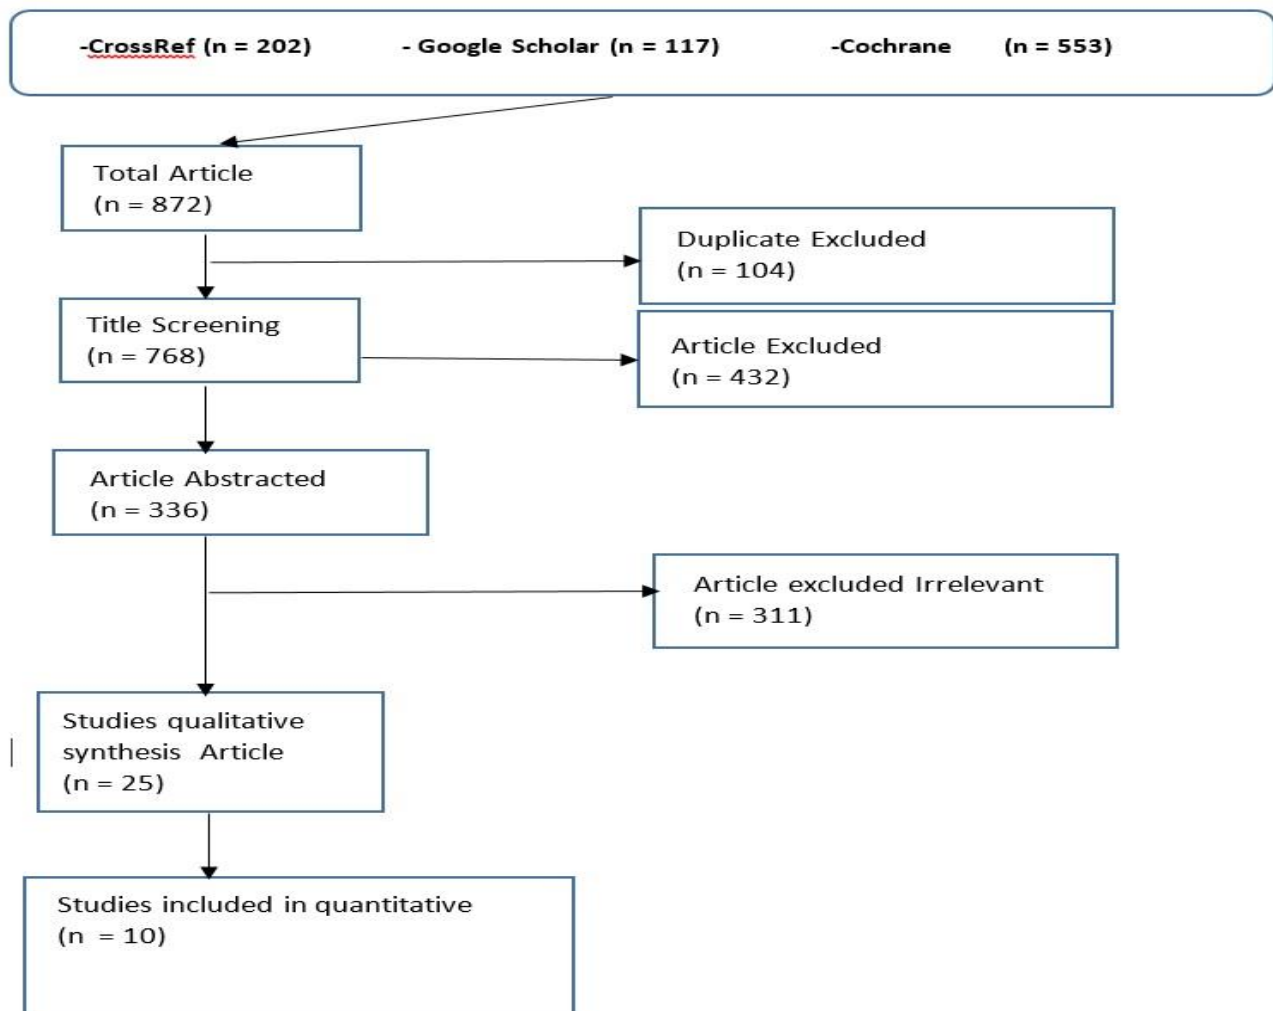 -CrossRef (n = 202) - Google Scholar (n = 117) -Cochrane (n = 553)
Total Article
(n = 872)
Duplicate Excluded
(n = 104)
Title Screening
(n = 768)
Article Excluded
(n = 432)
Article Abstracted
(n = 336)
Article excluded Irrelevant
(n = 311)
Studies qualitative
synthesis Article
(n = 25)
Studies included in quantitative
(n = 10)